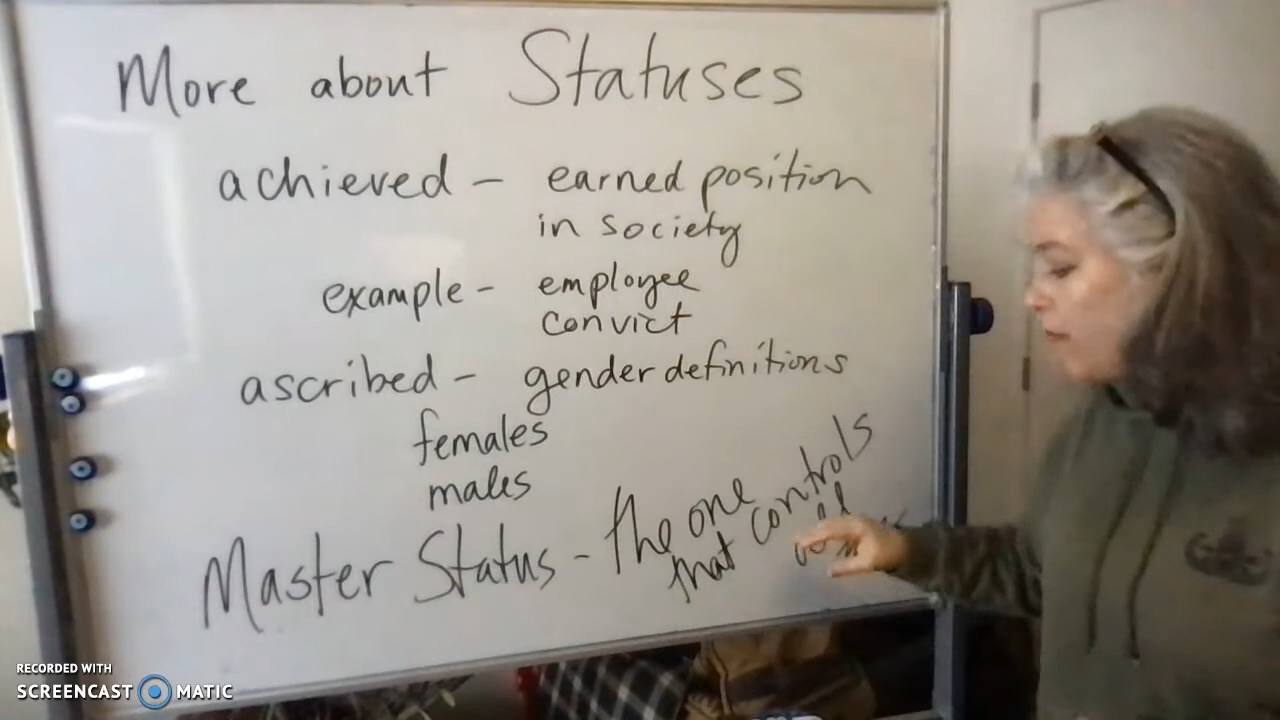 More about Statuses
achieved - earned position
in society
example - employee
convict
ascribed - gender definitions
females
males
Master Status - the one
that controls
RECORDED WITH
SCREENCAST MATIC